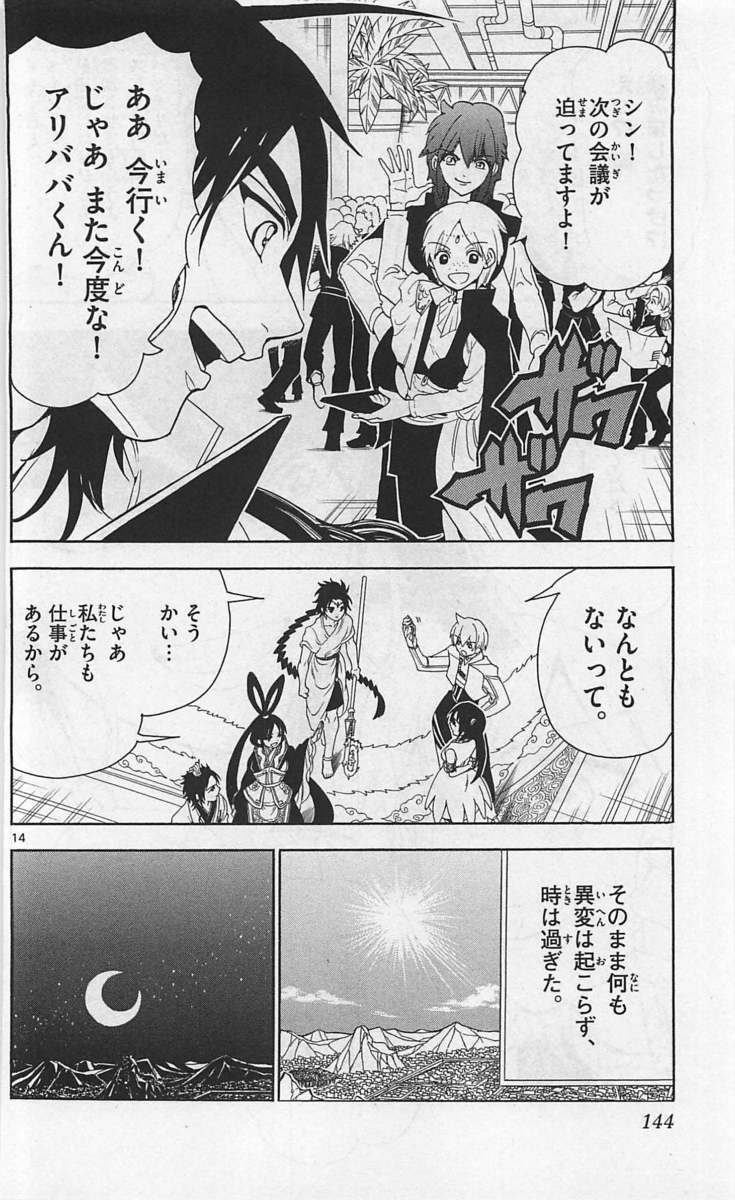 シン！
次の会議が
迫ってますよ！
ああ 今行く！
じゃあ また今度な！
アリババくん！
ザワ
ザワ
なんとも
ないって。
そう
かい…
じゃあ
私たちも
仕事が
あるから。
14
そのまま何も
異変は起こらず、
時は過ぎた。
144